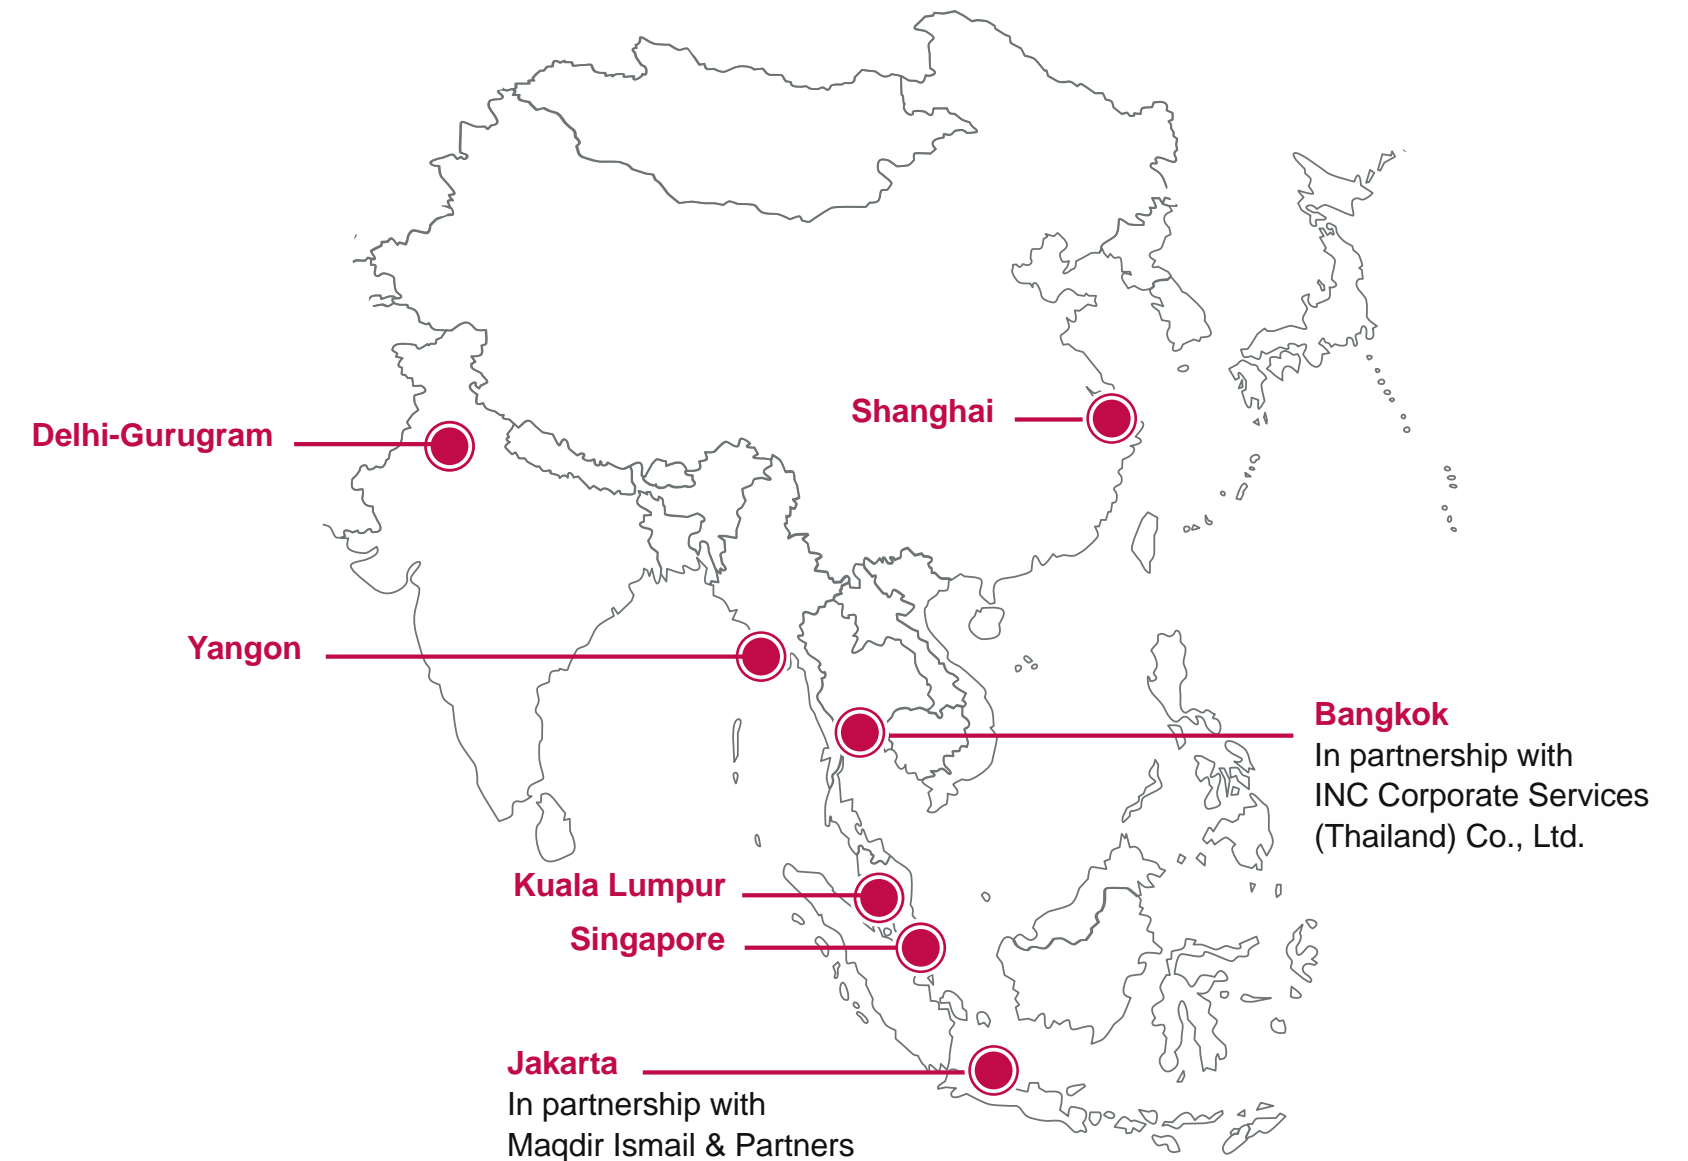 Shanghai
Delhi-Gurugram
Yangon
Bangkok
In partnership with
INC Corporate Services
(Thailand) Co., Ltd.
Kuala Lumpur
Singapore
Jakarta
In partnership with
Maqdir Ismail & Partners